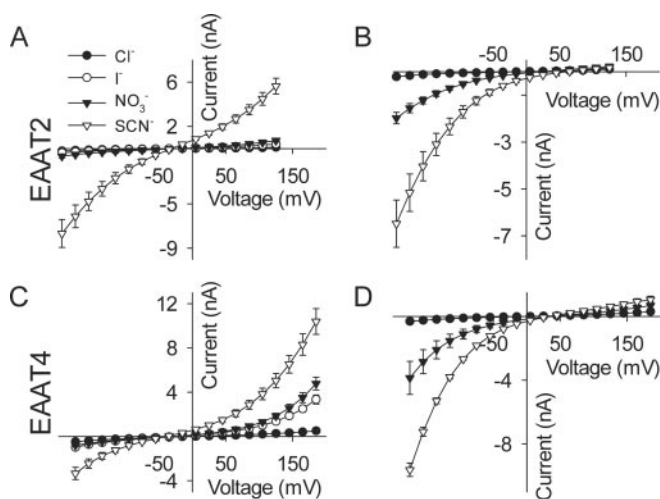 A
Cl-
I-
NO3-
SCN-
EAAT2
Current (nA)
6
2
-50
50
150
Voltage (mV)
-5
-9
B
-50
50
150
Voltage (mV)
-3
-5
-7
Current (nA)
C
EAAT4
Current (nA)
12
8
4
-50
50
150
Voltage (mV)
-4
D
-50
50
150
Voltage (mV)
-4
-8
Current (nA)